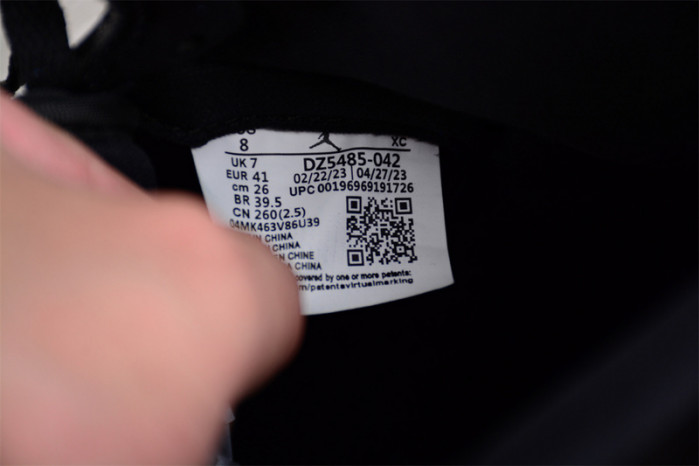 8 XC
UK 7 DZ5485-042
EUR 41 02/22/23 04/27/23
cm 26 UPC 00196969191726
BR 39.5
CN 260(2.5)
04MK463V86U39
CHINA
CHINA
EN CHINE
CHINA
covered by one or more patents:
m/patentsvirtualmarking